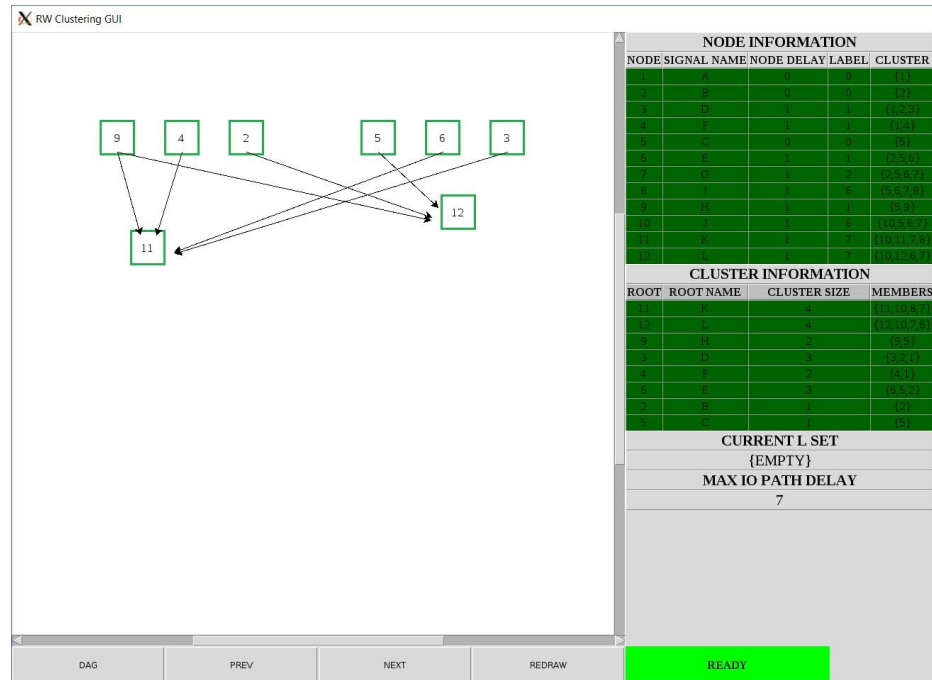 RW Clustering GUI
NODE INFORMATION
NODE SIGNAL NAME NODE DELAY LABEL CLUSTER
1 A 0 0 {1}
2 B 0 0 {2}
3 D 1 1 {1,2,3}
4 F 1 1 {1,4}
5 C 0 0 {5}
6 E 1 1 {2,5,6}
7 G 1 2 {2,5,6,7}
8 I 1 6 {5,6,7,8}
9 H 1 1 {5,9}
10 J 1 6 {10,5,6,7}
11 K 1 7 {10,11,7,8}
12 L 1 7 {10,12,6,7}
CLUSTER INFORMATION
ROOT ROOT NAME CLUSTER SIZE MEMBERS
11 K 4 {11,10,8,7}
12 L 4 {12,10,7,6}
9 H 2 {9,5}
3 D 3 {3,2,1}
4 F 2 {4,1}
6 E 3 {6,5,2}
2 B 1 {2}
5 C 1 {5}
CURRENT L SET
{EMPTY}
MAX IO PATH DELAY
7
9 4 2 5 6 3
12
11
DAG PREV NEXT REDRAW READY